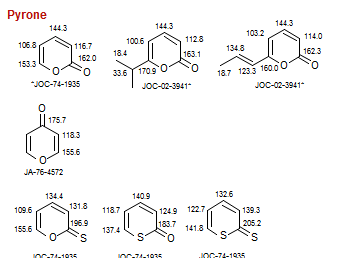 Pyrone
144.3
106.8 116.7
153.3 162.0
O O
"JOC-74-1935
144.3
100.6 112.8
18.4 163.1
33.6 170.9 O O
JOC-02-3941"
144.3
103.2 114.0
134.8 162.3
18.7 123.3 160.0 O O
JOC-02-3941"
O
175.7
118.3
155.6
O
JA-76-4572
134.4
109.6 131.8
155.6 196.9
O S
JOC-74-1935
140.9
118.7 124.9
137.4 183.7
S O
JOC-74-1935
132.6
122.7 139.3
141.8 205.2
S S
JOC-74-1935